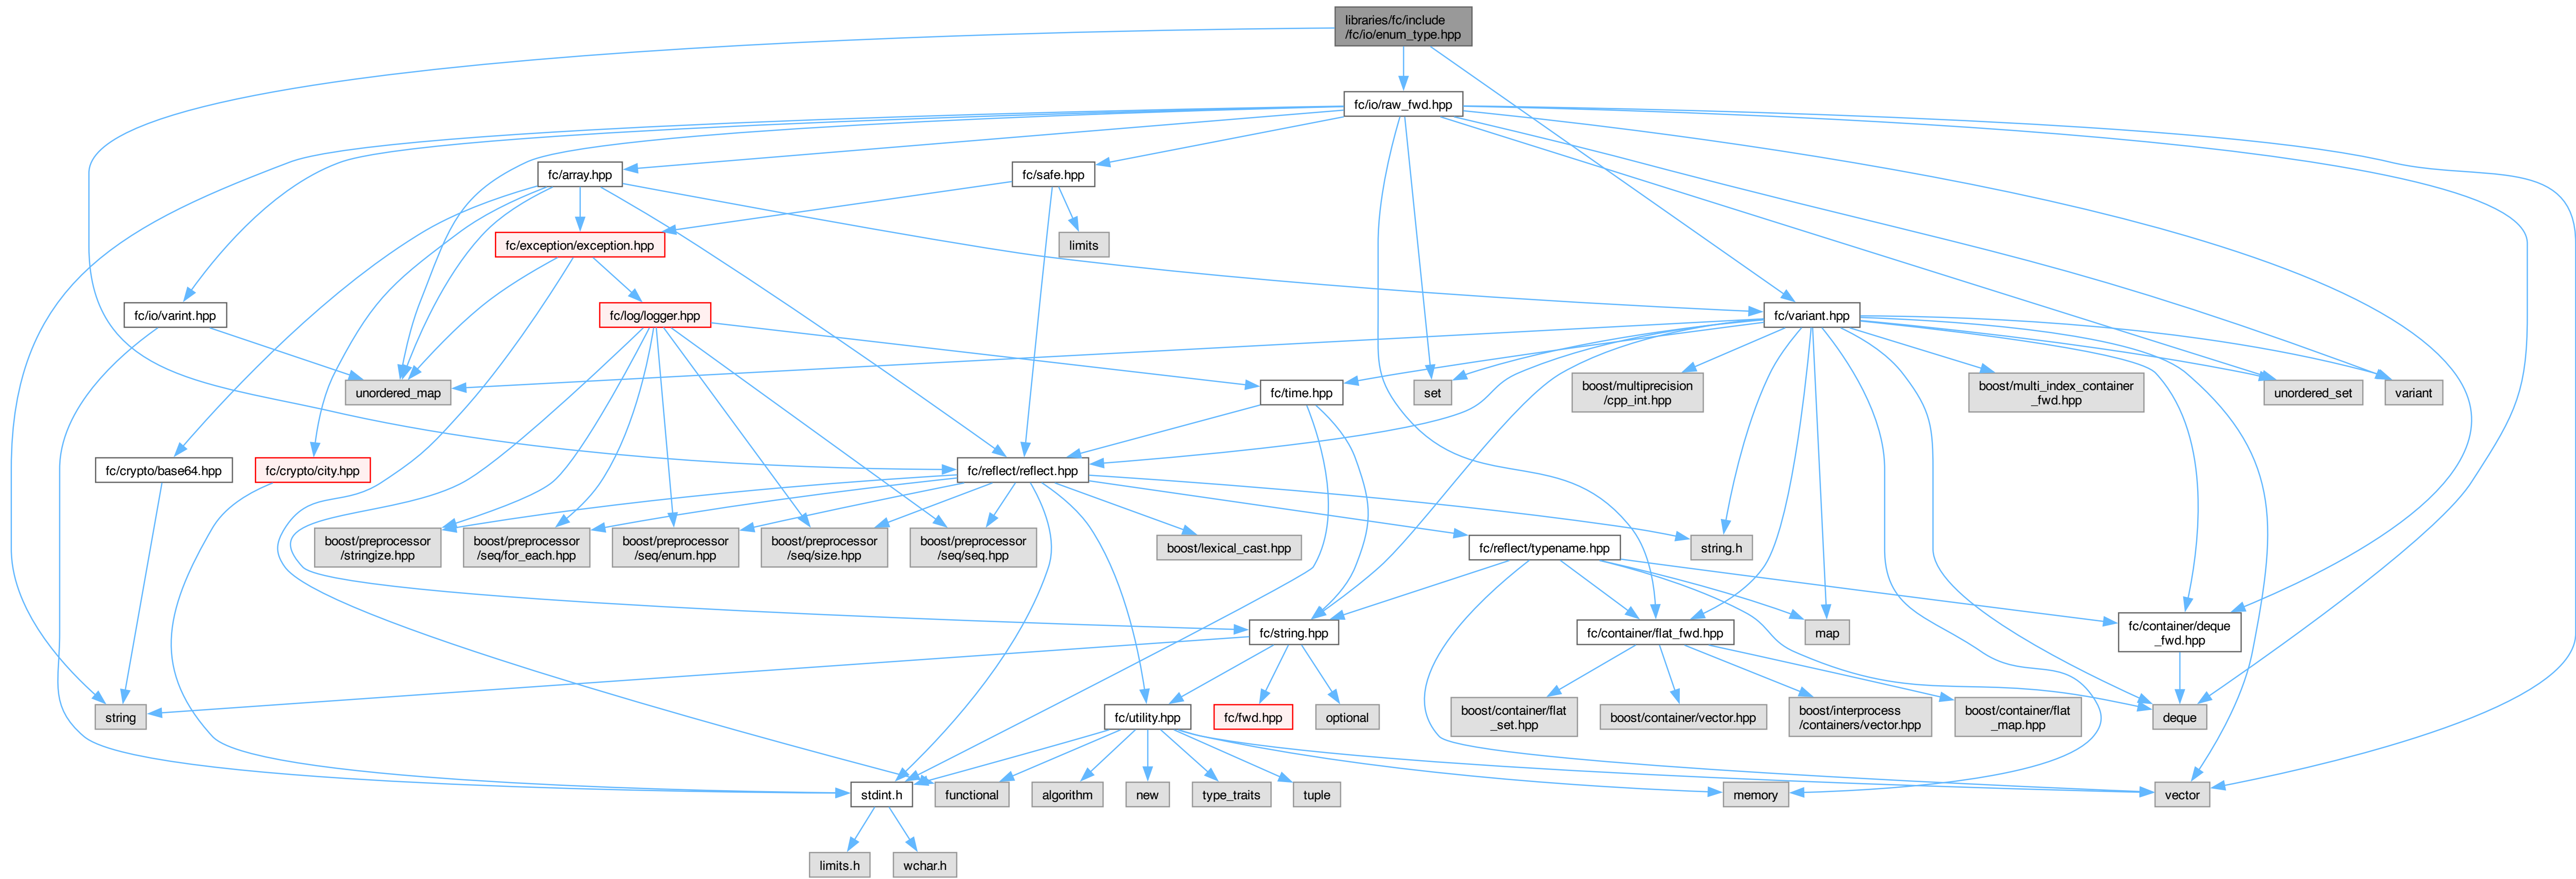 libraries/fc/include
/fc/io/enum_type.hpp
fc/io/raw_fwd.hpp
fc/array.hpp
fc/safe.hpp
fc/exception/exception.hpp
limits
fc/io/varint.hpp
fc/log/logger.hpp
fc/variant.hpp
unordered_map
fc/time.hpp
set
boost/multiprecision
/cpp_int.hpp
boost/multi_index_container
_fwd.hpp
unordered_set
variant
fc/crypto/base64.hpp
fc/crypto/city.hpp
fc/reflect/reflect.hpp
boost/preprocessor
/stringize.hpp
boost/preprocessor
/seq/for_each.hpp
boost/preprocessor
/seq/enum.hpp
boost/preprocessor
/seq/size.hpp
boost/preprocessor
/seq/seq.hpp
boost/lexical_cast.hpp
fc/reflect/typename.hpp
string.h
fc/string.hpp
fc/container/flat_fwd.hpp
map
fc/container/deque
_fwd.hpp
string
fc/utility.hpp
fc/fwd.hpp
optional
boost/container/flat
_set.hpp
boost/container/vector.hpp
boost/interprocess
/containers/vector.hpp
boost/container/flat
_map.hpp
deque
stdint.h
functional
algorithm
new
type_traits
tuple
memory
vector
limits.h
wchar.h